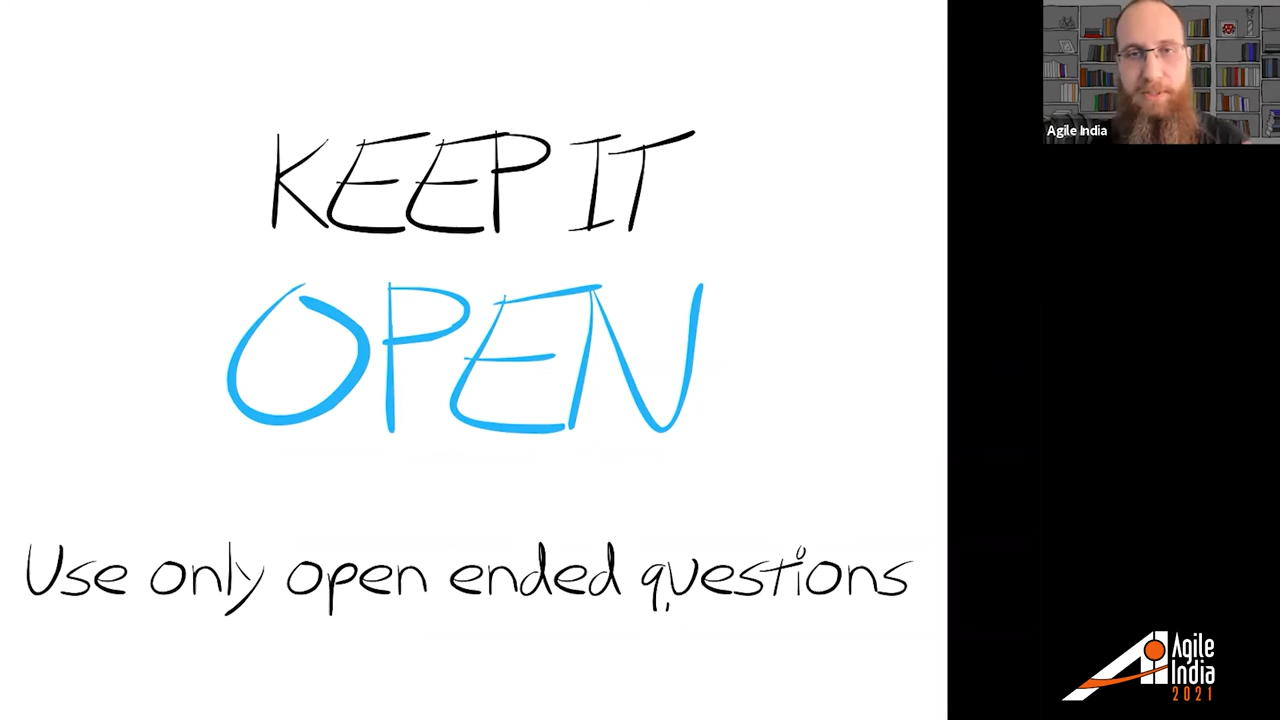 KEEP IT
OPEN
Use only open ended questions
Agile India
Agile
India
2021